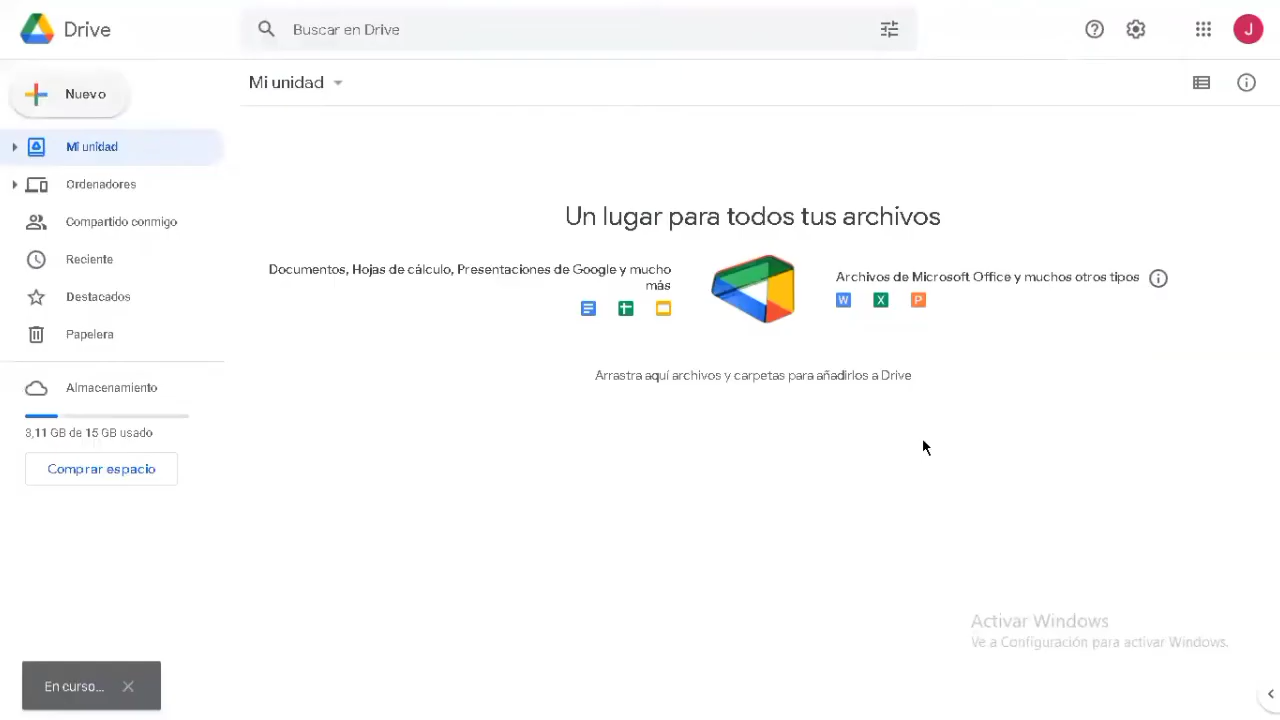 Drive
Buscar en Drive
J
Nuevo
Mi unidad
Mi unidad
Ordenadores
Compartido conmigo
Reciente
Destacados
Papelera
Almacenamiento
3,11 GB de 15 GB usado
Comprar espacio
Un lugar para todos tus archivos
Documentos, Hojas de cálculo, Presentaciones de Google y mucho
más
Archivos de Microsoft Office y muchos otros tipos
W X P
Arrastra aquí archivos y carpetas para añadirlos a Drive
Activar Windows
Ve a Configuración para activar Windows.
En curso...